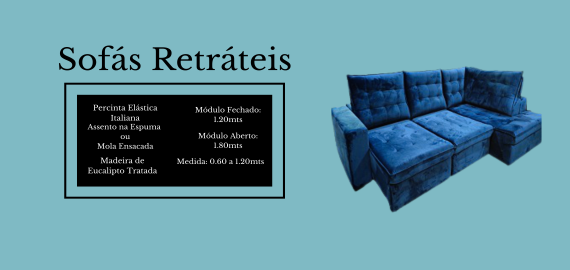 Sofás Retráteis
Percinta Elástica
Italiana
Assento na Espuma
ou
Mola Ensacada
Madeira de
Eucalipto Tratada
Módulo Fechado:
1.20mts
Módulo Aberto:
1.80mts
Medida: 0.60 a 1.20mts